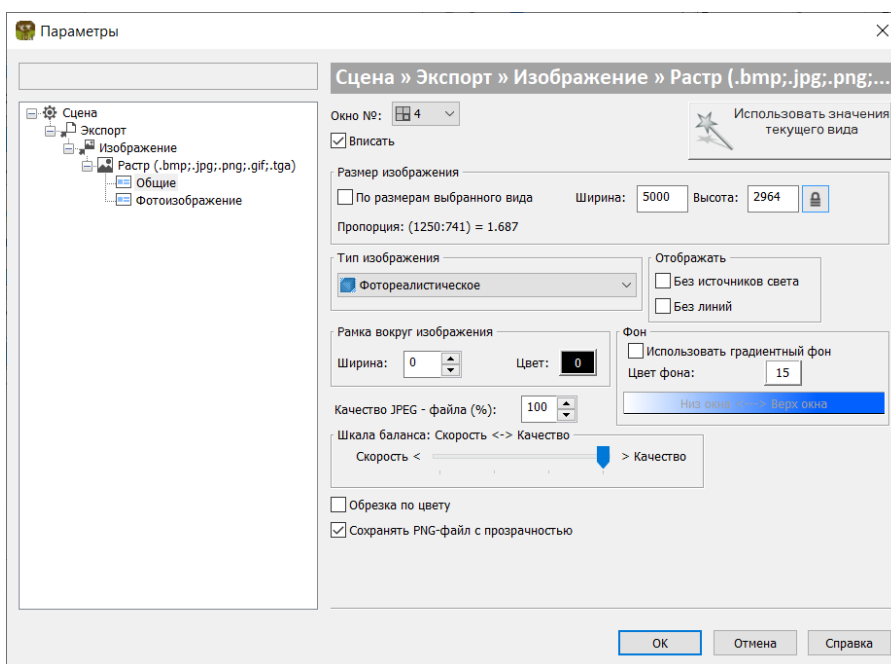 Параметры
Сцена » Экспорт » Изображение » Растр (.bmp;.jpg;.png;...
Сцена
Экспорт
Изображение
Растр (.bmp;.jpg;.png;.gif;.tga)
Общие
Фотоизображение
Окно №: 4
Использовать значения
текущего вида
Вписать
Размер изображения
По размерам выбранного вида Ширина: 5000 Высота: 2964
Пропорция: (1250:741) = 1.687
Тип изображения
Фотореалистическое
Отображать
Без источников света
Без линий
Рамка вокруг изображения
Ширина: 0 Цвет: 0
Фон
Использовать градиентный фон
Цвет фона: 15
Низ окна <---> Верх окна
Качество JPEG - файла (%): 100
Шкала баланса: Скорость <-> Качество
Скорость < > Качество
Обрезка по цвету
Сохранять PNG-файл с прозрачностью
OK Отмена Справка